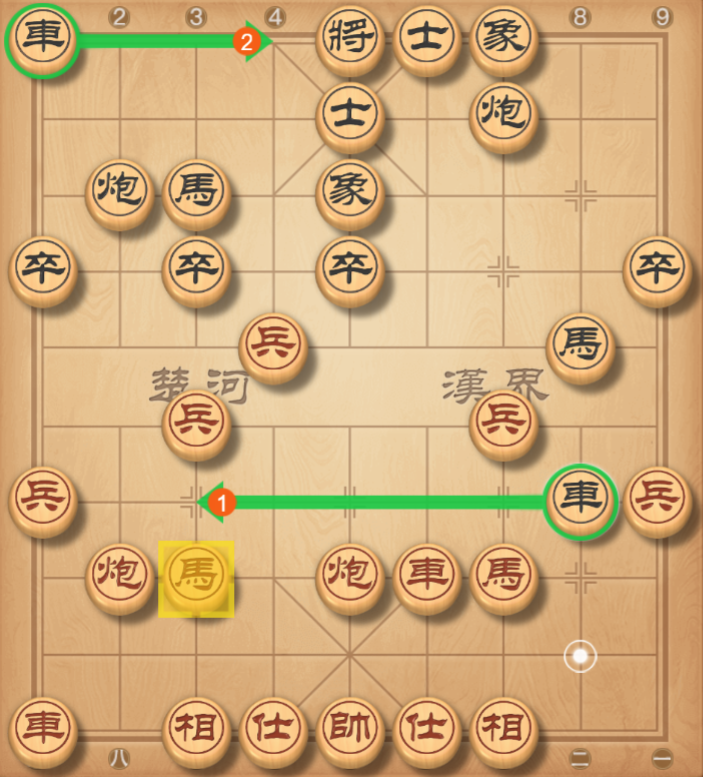 2 3 4 8 9
車 2 將 士 象
士 炮
炮 馬 象
卒 卒 卒 卒
兵 馬
楚河 漢界
兵 兵
兵 1 車 兵
炮 馬 炮 車 馬
車 相 仕 帥 仕 相
八 二 一